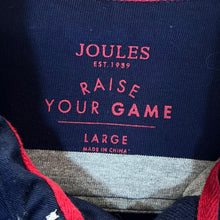 JOULES
EST. 1989
RAISE
YOUR GAME
LARGE
MADE IN CHINA